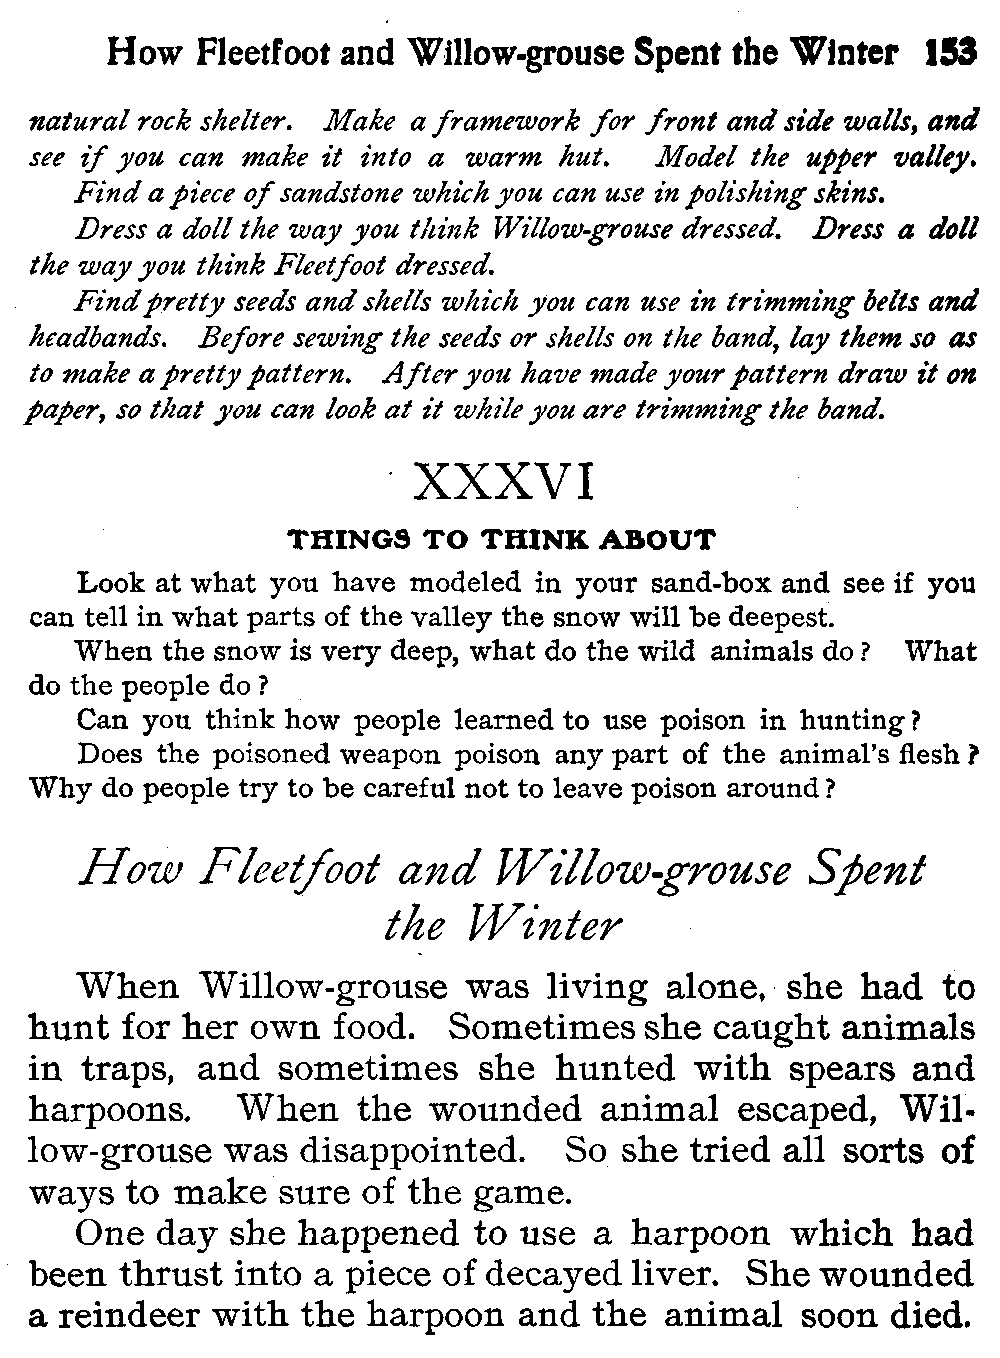 How Fleetfoot and Willow-grouse Spent the Winter 153
natural rock shelter. Make a framework for front and side walls, and
see if you can make it into a warm hut. Model the upper valley.
Find a piece of sandstone which you can use in polishing skins.
Dress a doll the way you think Willow-grouse dressed. Dress a doll
the way you think Fleetfoot dressed.
Find pretty seeds and shells which you can use in trimming belts and
headbands. Before sewing the seeds or shells on the band, lay them so as
to make a pretty pattern. After you have made your pattern draw it on
paper, so that you can look at it while you are trimming the band.
XXXVI
THINGS TO THINK ABOUT
Look at what you have modeled in your sand-box and see if you
can tell in what parts of the valley the snow will be deepest.
When the snow is very deep, what do the wild animals do? What
do the people do?
Can you think how people learned to use poison in hunting?
Does the poisoned weapon poison any part of the animal's flesh?
Why do people try to be careful not to leave poison around?
How Fleetfoot and Willow-grouse Spent
the Winter
When Willow-grouse was living alone, she had to
hunt for her own food. Sometimes she caught animals
in traps, and sometimes she hunted with spears and
harpoons. When the wounded animal escaped, Wil-
low-grouse was disappointed. So she tried all sorts of
ways to make sure of the game.
One day she happened to use a harpoon which had
been thrust into a piece of decayed liver. She wounded
a reindeer with the harpoon and the animal soon died.